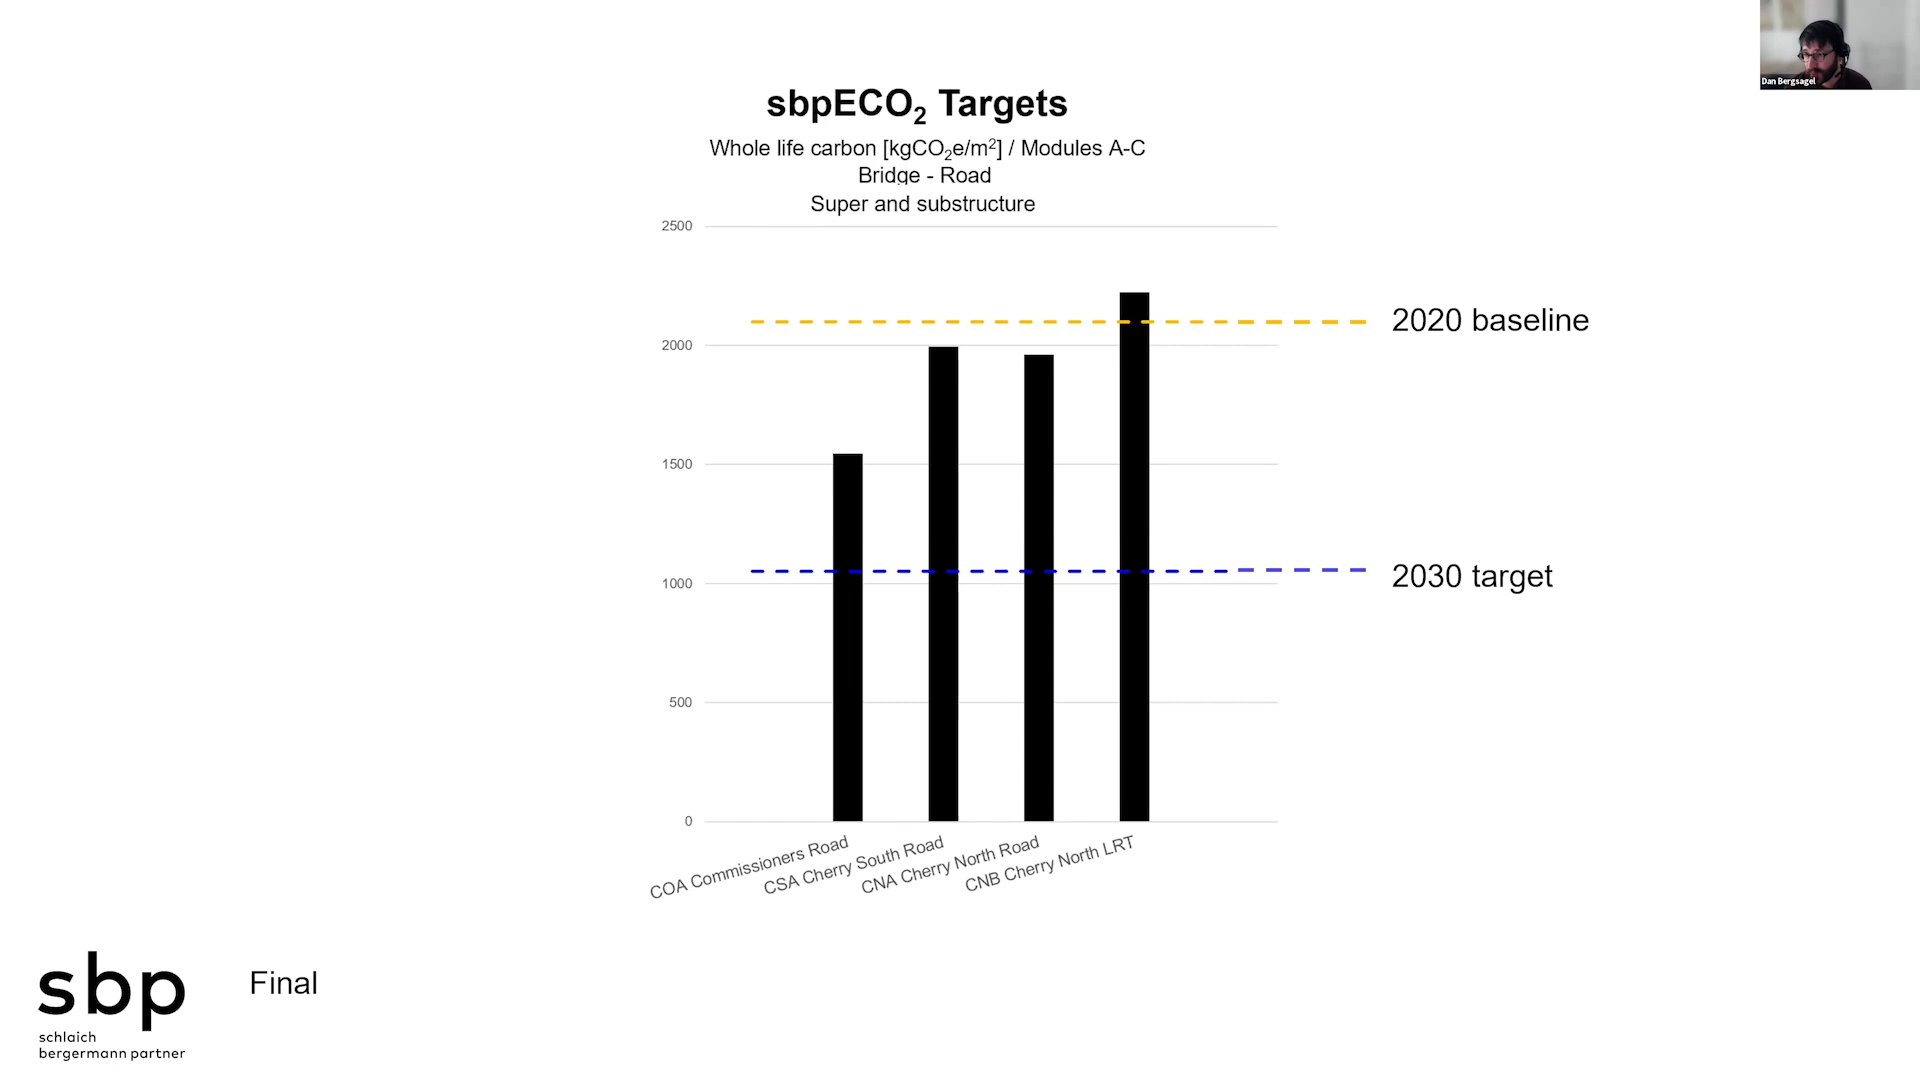 Dan Bergsagel
sbpECO₂ Targets
Whole life carbon [kgCO₂e/m²] / Modules A-C
Bridge - Road
Super and substructure
2500
2000
1500
1000
500
0
2020 baseline
2030 target
COA Commissioners Road
CSA Cherry South Road
CNA Cherry North Road
CNB Cherry North LRT
sbp
schlaich
bergermann partner
Final